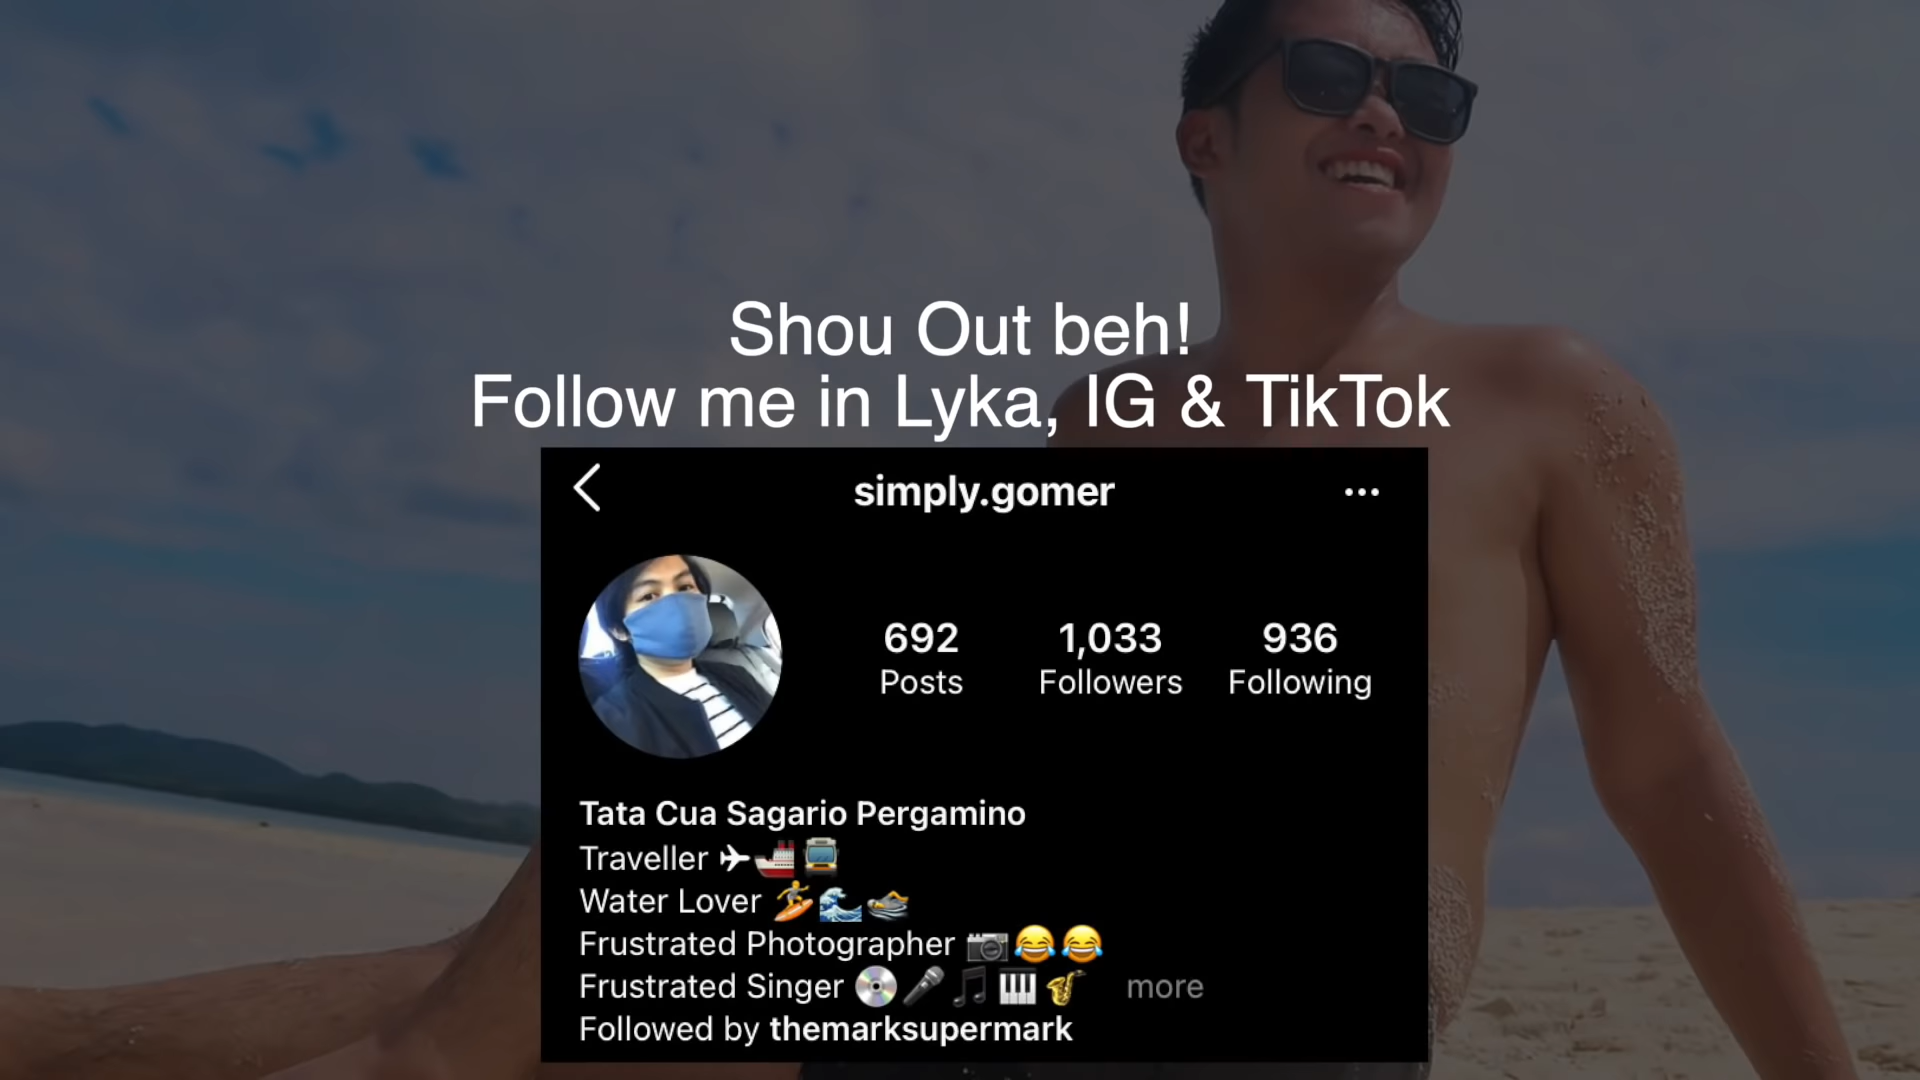 Shou Out beh!
Follow me in Lyka, IG & TikTok
simply.gomer
692 1,033 936
Posts Followers Following
Tata Cua Sagario Pergamino
Traveller ✈🚢🚍
Water Lover 🏄🌊👟
Frustrated Photographer 📷😂😂
Frustrated Singer 💿🎤🎵🎹🎷 more
Followed by themarksupermark